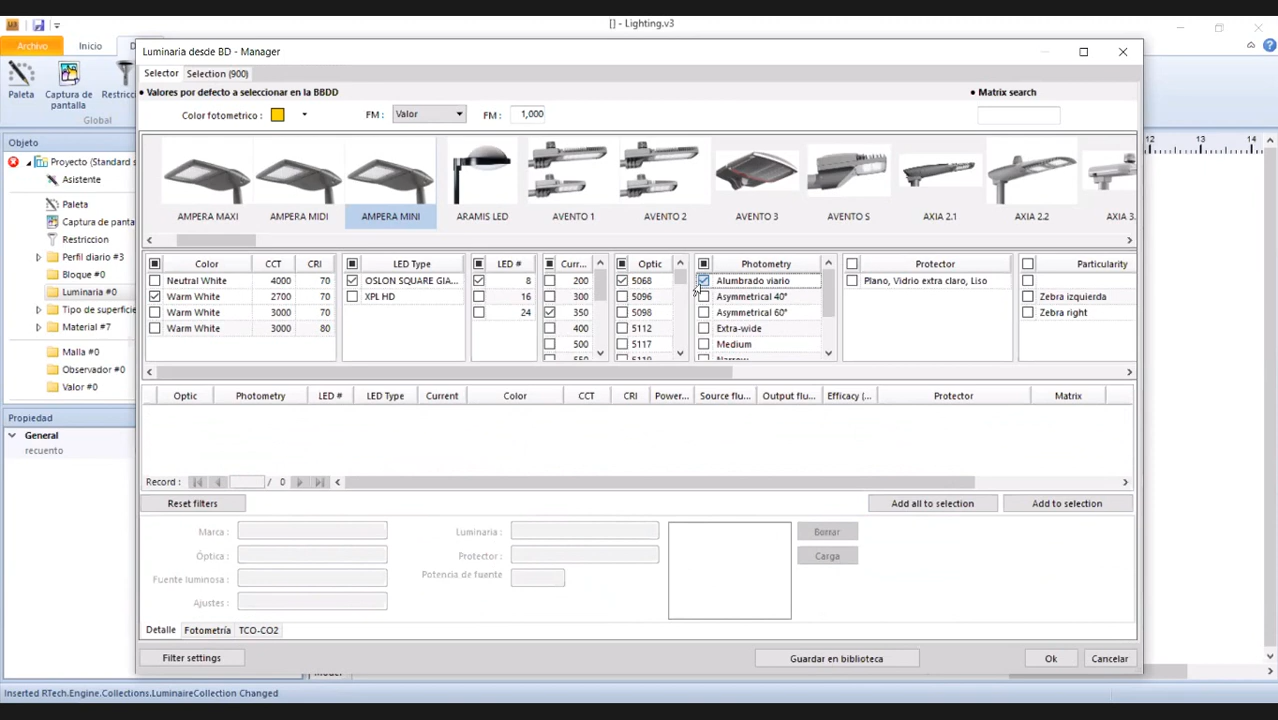 [] - Lighting.v3
Archivo Inicio D
Paleta Captura de pantalla Restricc
Global
Objeto
Proyecto (Standard s
Asistente
Paleta
Captura de panta
Restriccion
Perfil diario #3
Bloque #0
Luminaria #0
Tipo de superficie
Material #7
Malla #0
Observador #0
Valor #0
Propiedad
General
recuento
Luminaria desde BD - Manager
Selector Selection (900)
Valores por defecto a seleccionar en la BBDD Matrix search
Color fotometrico : FM : Valor FM : 1,000
12 13 14
AMPERA MAXI AMPERA MIDI AMPERA MINI ARAMIS LED AVENTO 1 AVENTO 2 AVENTO 3 AVENTO S AXIA 2.1 AXIA 2.2 AXIA 3.
Color CCT CRI LED Type LED # Curr... Optic Photometry Protector Particularity
Neutral White 4000 70 OSLON SQUARE GIA... 8 200 5068 Alumbrado viario Plano, Vidrio extra claro, Liso
Warm White 2700 70 XPL HD 16 300 5096 Asymmetrical 40° Zebra izquierda
Warm White 3000 70 24 350 5098 Asymmetrical 60° Zebra right
Warm White 3000 80 400 5112 Extra-wide
500 5117 Medium
550 5119 Narrow
Optic Photometry LED # LED Type Current Color CCT CRI Power... Source flu... Output flu... Efficacy (... Protector Matrix
Record : / 0
Reset filters Add all to selection Add to selection
Marca : Luminaria : Borrar
Óptica : Protector : Carga
Fuente luminosa : Potencia de fuente
Ajustes :
Detalle Fotometría TCO-CO2
Filter settings Guardar en biblioteca Ok Cancelar
Inserted RTech.Engine.Collections.LuminaireCollection Changed